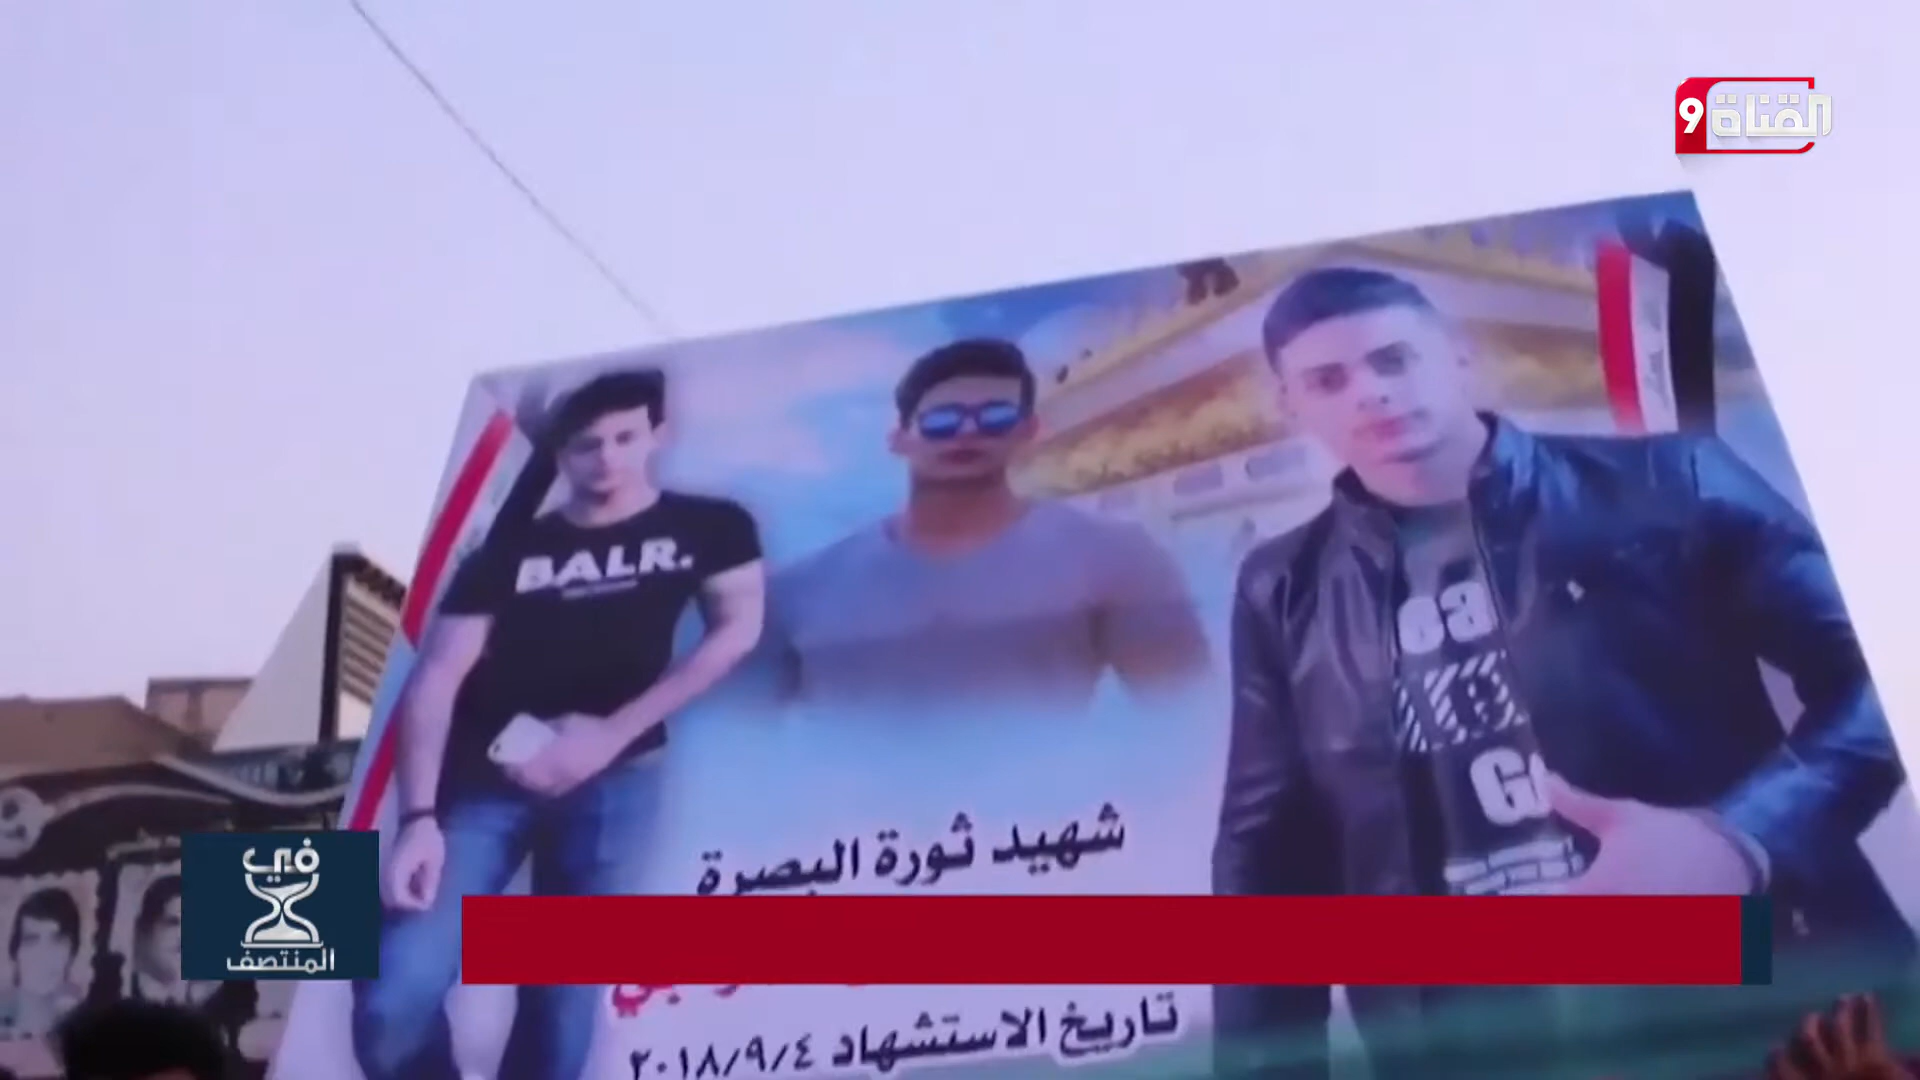 القناة 9
BALR.
شهيد ثورة البصرة
تاريخ الاستشهاد ٢٠١٨/٩/٤
في
المنتصف